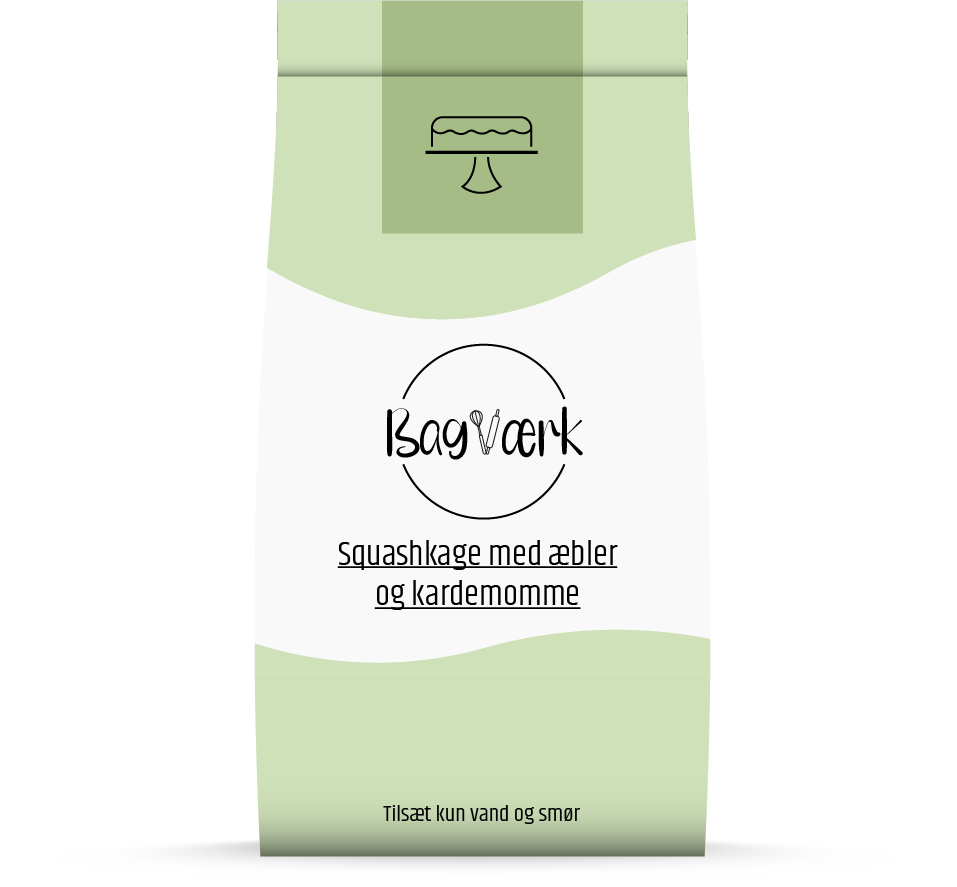 BagVærk
Squashkage med æbler
og kardemomme
Tilsæt kun vand og smør